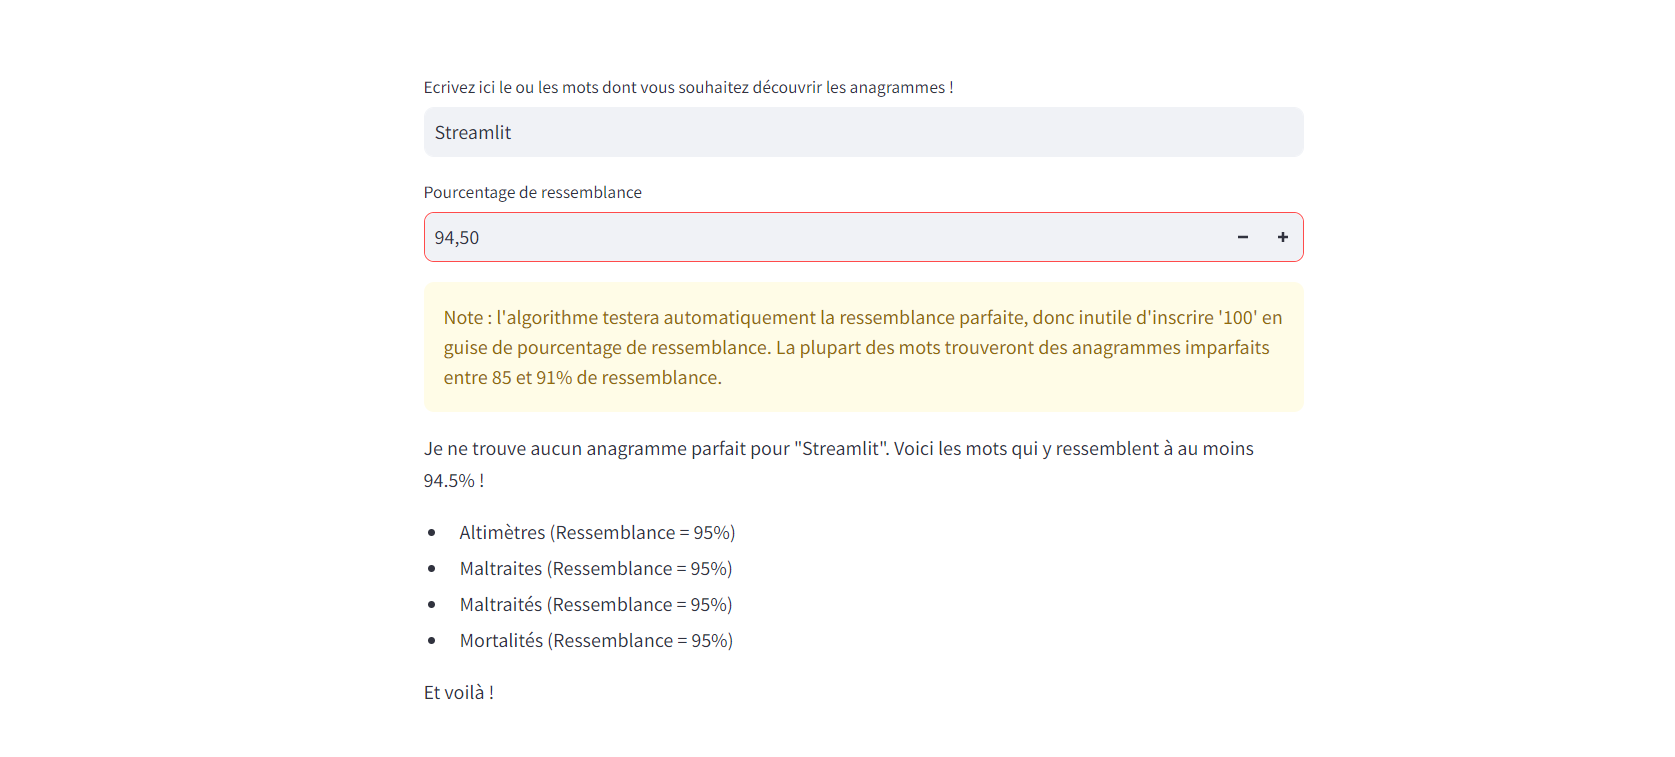 Ecrivez ici le ou les mots dont vous souhaitez découvrir les anagrammes !
Streamlit
Pourcentage de ressemblance
94,50
Note : l'algorithme testera automatiquement la ressemblance parfaite, donc inutile d'inscrire '100' en
guise de pourcentage de ressemblance. La plupart des mots trouveront des anagrammes imparfaits
entre 85 et 91% de ressemblance.
Je ne trouve aucun anagramme parfait pour "Streamlit". Voici les mots qui y ressemblent à au moins
94.5% !
Altimètres (Ressemblance = 95%)
Maltraites (Ressemblance = 95%)
Maltraités (Ressemblance = 95%)
Mortalités (Ressemblance = 95%)
Et voilà !